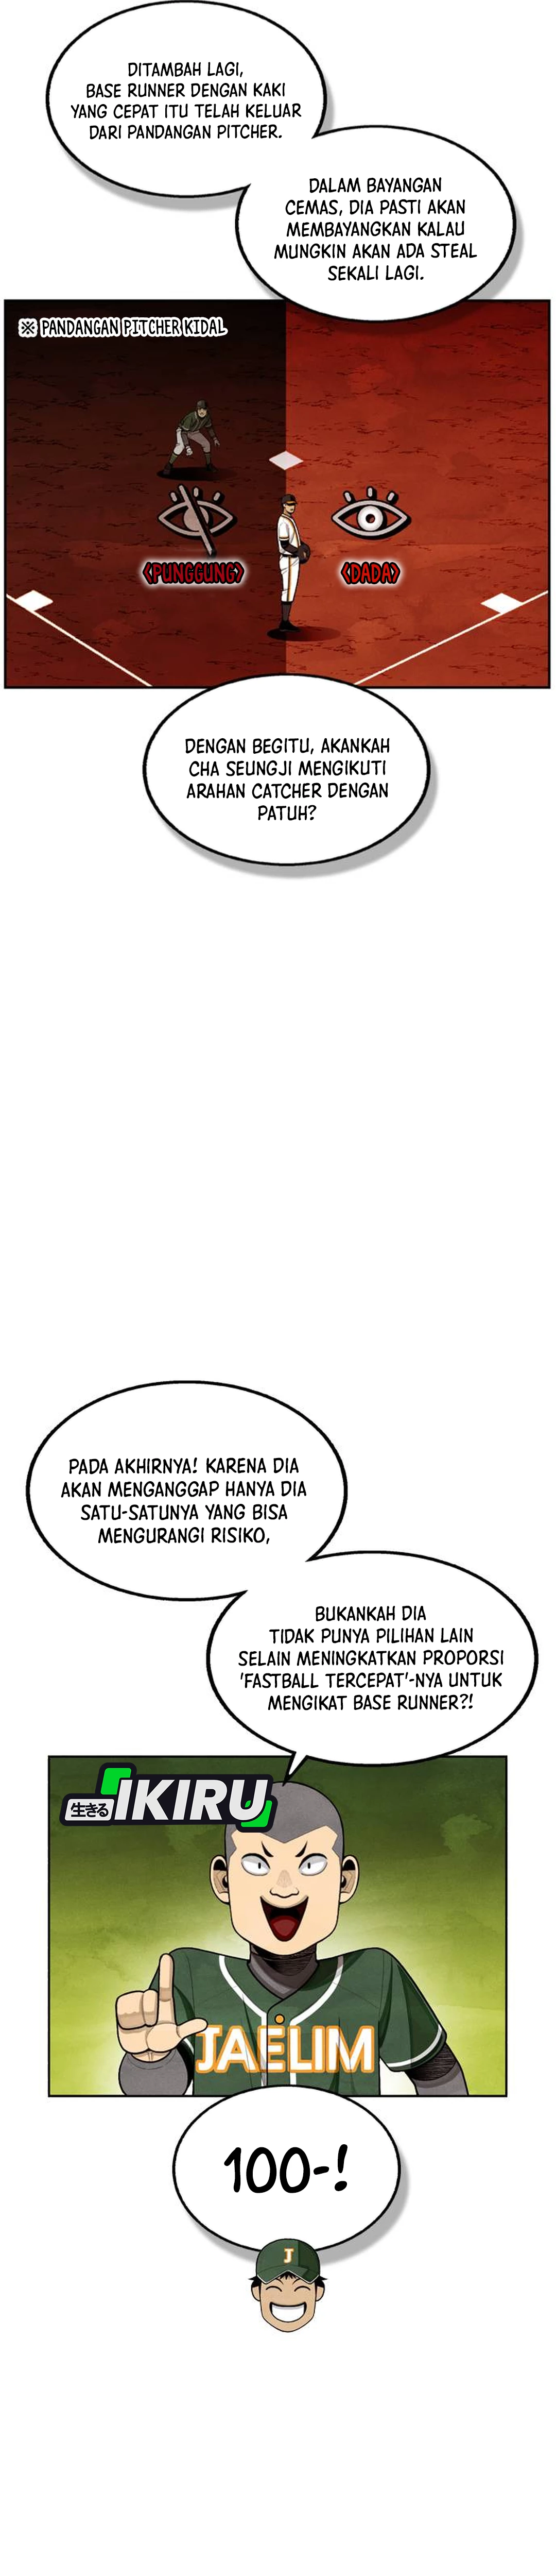 DITAMBAH LAGI,
BASE RUNNER DENGAN KAKI
YANG CEPAT ITU TELAH KELUAR
DARI PANDANGAN PITCHER.
DALAM BAYANGAN
CEMAS, DIA PASTI AKAN
MEMBAYANGKAN KALAU
MUNGKIN AKAN ADA STEAL
SEKALI LAGI.
※ PANDANGAN PITCHER KIDAL
<PUNGGUNG>
<DADA>
DENGAN BEGITU, AKANKAH
CHA SEUNGJI MENGIKUTI
ARAHAN CATCHER DENGAN
PATUH?
PADA AKHIRNYA! KARENA DIA
AKAN MENGANGGAP HANYA DIA
SATU-SATUNYA YANG BISA
MENGURANGI RISIKO,
BUKANKAH DIA
TIDAK PUNYA PILIHAN LAIN
SELAIN MENINGKATKAN PROPORSI
'FASTBALL TERCEPAT'-NYA UNTUK
MENGIKAT BASE RUNNER?!
生きる IKIRU
JAELIM
100-!
J